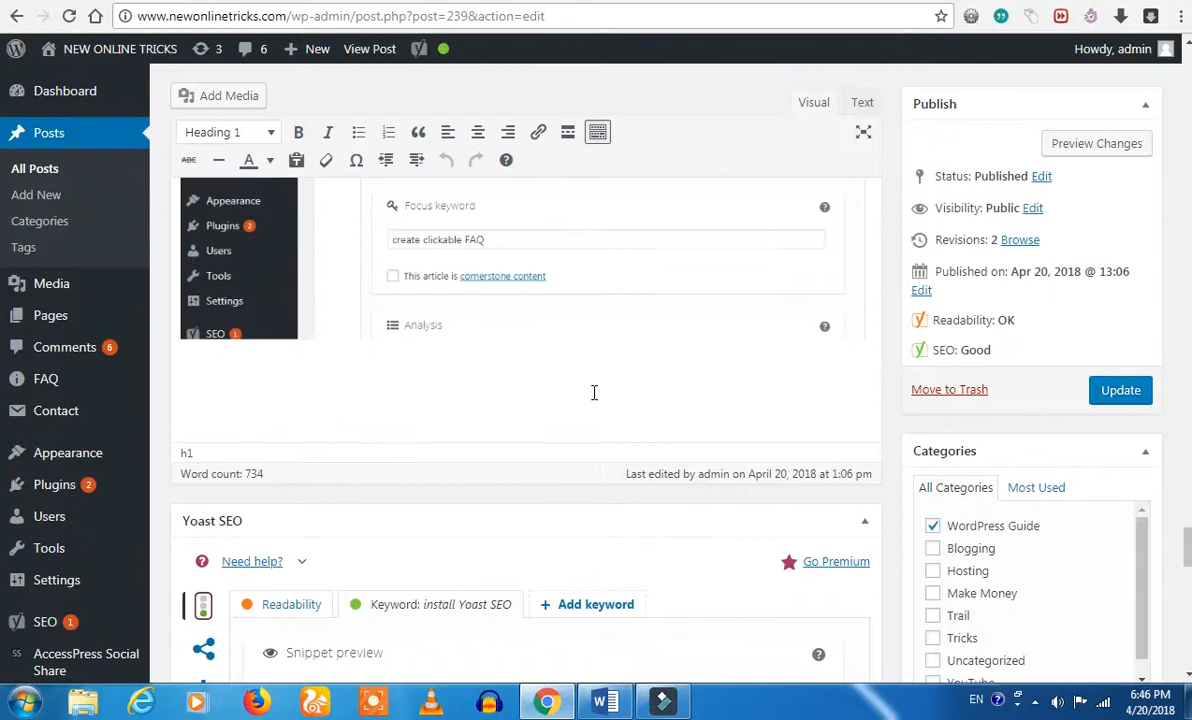 www.newonlinetricks.com/wp-admin/post.php?post=239&action=edit
NEW ONLINE TRICKS 3 6 New View Post Howdy, admin
Dashboard
Posts
All Posts
Add New
Categories
Tags
Media
Pages
Comments 6
FAQ
Contact
Appearance
Plugins 2
Users
Tools
Settings
SEO 1
AccessPress Social
Share
Add Media
Visual Text
Heading 1
ABC
Appearance
Plugins 2
Users
Tools
Settings
SEO 1
Focus keyword
create clickable FAQ
This article is cornerstone content
Analysis
h1
Word count: 734 Last edited by admin on April 20, 2018 at 1:06 pm
Yoast SEO
Need help? Go Premium
Readability Keyword: install Yoast SEO + Add keyword
Snippet preview
Publish
Preview Changes
Status: Published Edit
Visibility: Public Edit
Revisions: 2 Browse
Published on: Apr 20, 2018 @ 13:06
Edit
Readability: OK
SEO: Good
Move to Trash Update
Categories
All Categories Most Used
WordPress Guide
Blogging
Hosting
Make Money
Trail
Tricks
Uncategorized
YouTube
EN 6:46 PM
4/20/2018